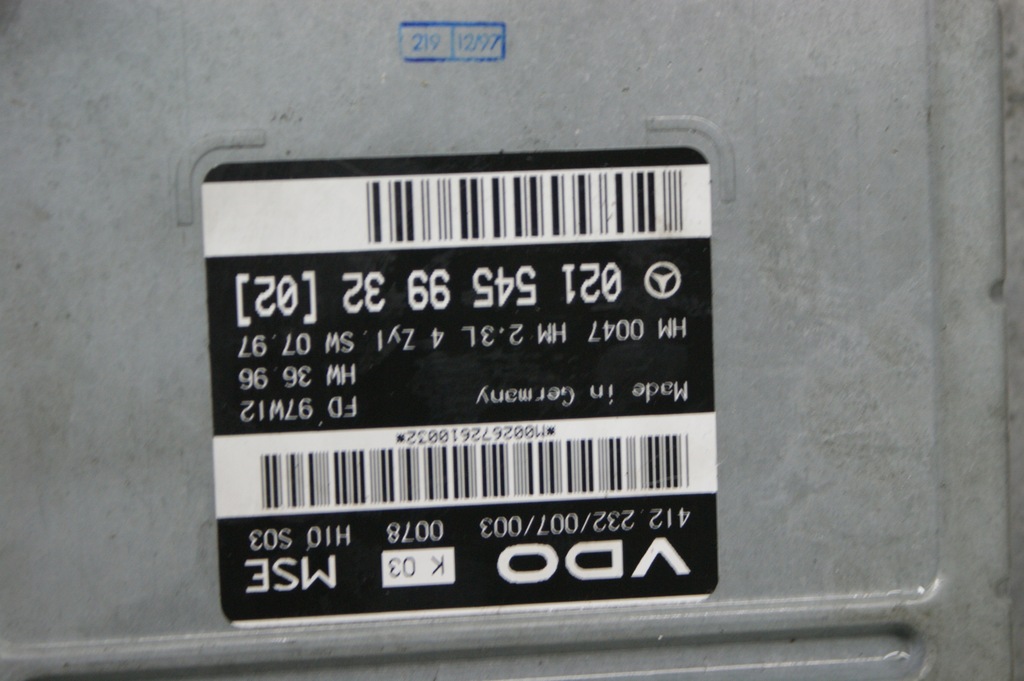 VDO K 03 MSE
412.232/007/003 0078 H10 S03
*M002672610032*
Made in Germany FD 97W12
HW 36.96
HM 0047 HM 2.3L 4 Zyl. SW 07.97
021 545 99 32 [02]
219 12/97